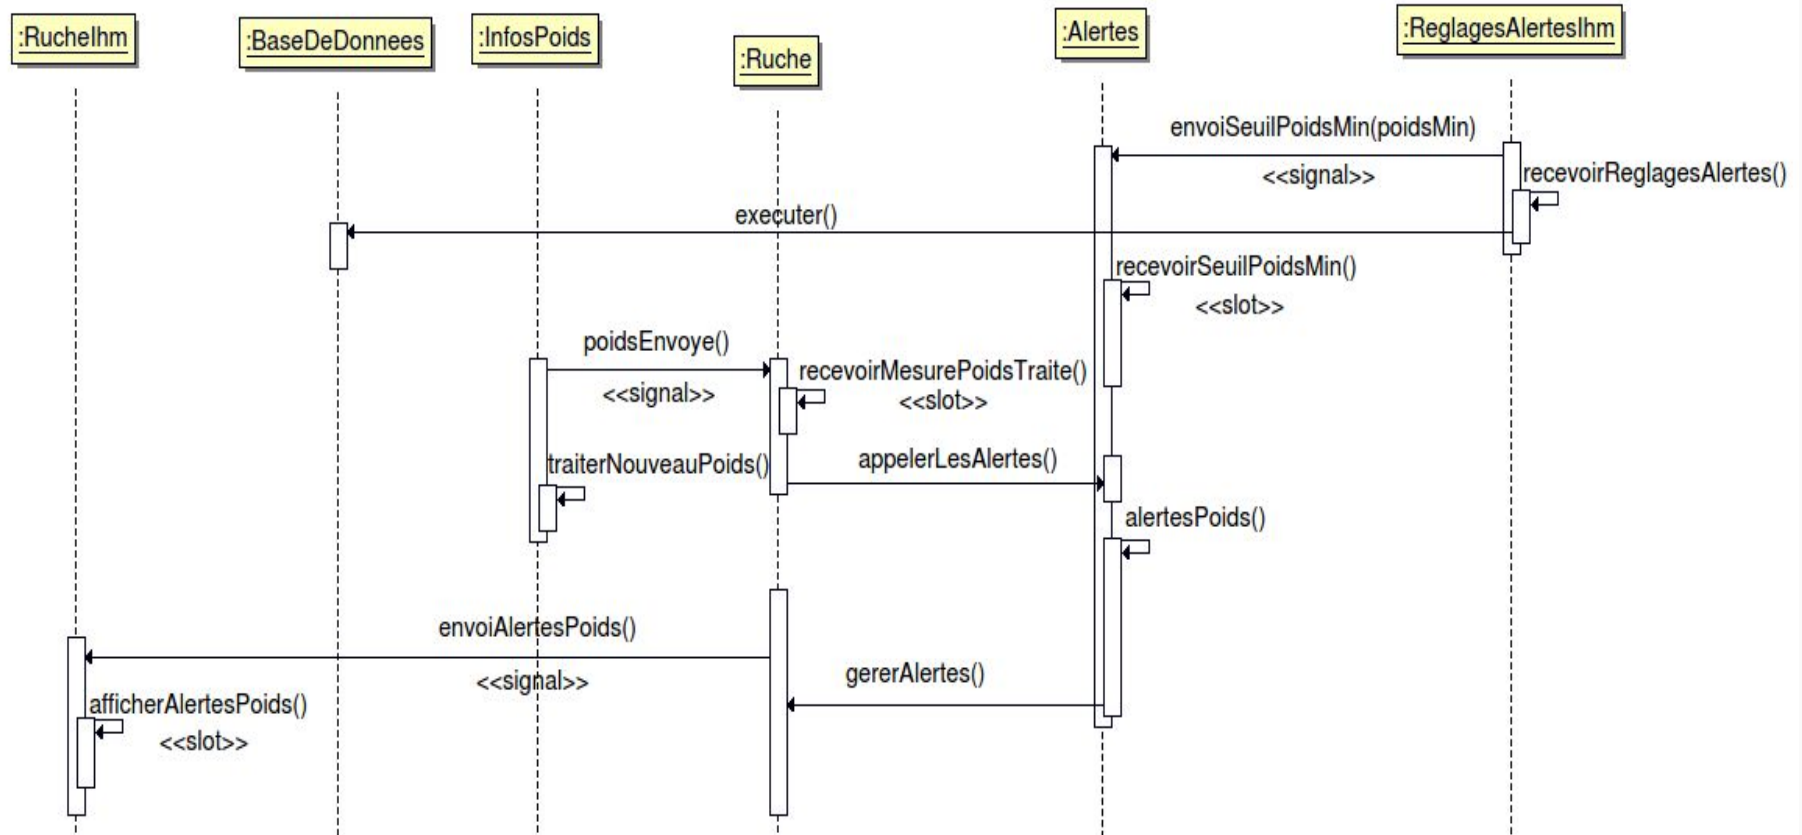 :RucheIhm
:BaseDeDonnees
:InfosPoids
:Ruche
:Alertes
:ReglagesAlertesIhm
envoiSeuilPoidsMin(poidsMin)
<<signal>>
recevoirReglagesAlertes()
executer()
recevoirSeuilPoidsMin()
<<slot>>
poidsEnvoye()
<<signal>>
recevoirMesurePoidsTraite()
<<slot>>
traiterNouveauPoids()
appelerLesAlertes()
alertesPoids()
envoiAlertesPoids()
<<signal>>
gererAlertes()
afficherAlertesPoids()
<<slot>>